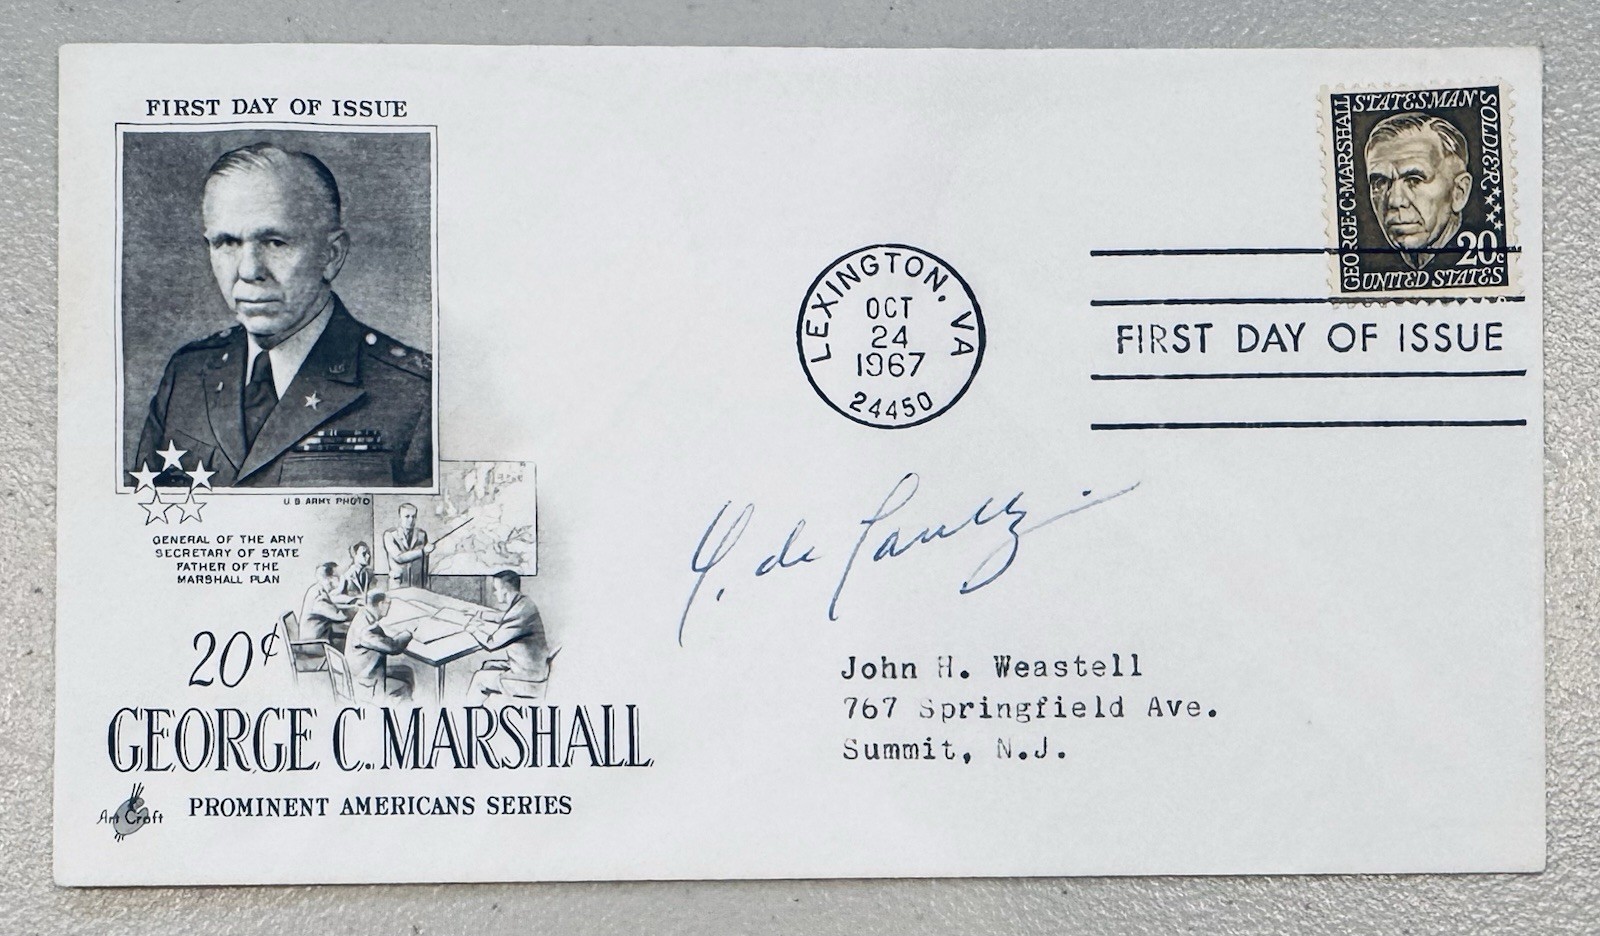 FIRST DAY OF ISSUE
U.S. ARMY PHOTO
GENERAL OF THE ARMY
SECRETARY OF STATE
FATHER OF THE
MARSHALL PLAN
20¢
GEORGE C. MARSHALL
Art Craft
PROMINENT AMERICANS SERIES
LEXINGTON, VA
OCT
24
1967
24450
GEORGE·C·MARSHALL
STATESMAN
SOLDIER
20c
UNITED STATES
FIRST DAY OF ISSUE
de
John H. Weastell
767 Springfield Ave.
Summit, N.J.